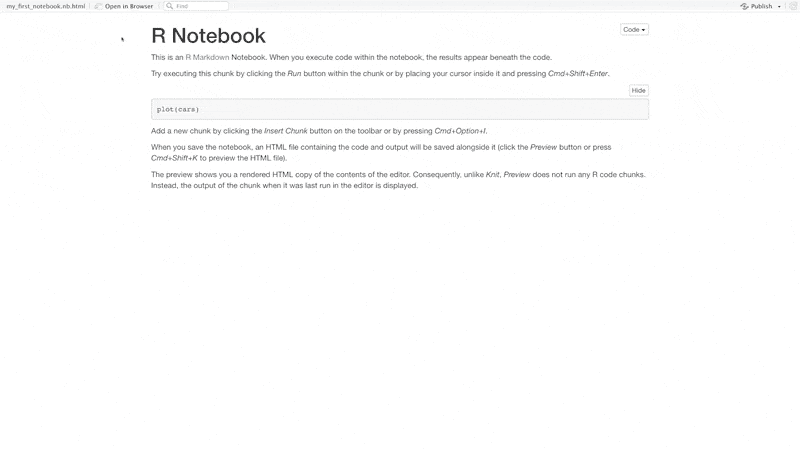 my_first_notebook.nb.html Open in Browser Find Publish
R Notebook Code
This is an R Markdown Notebook. When you execute code within the notebook, the results appear beneath the code.
Try executing this chunk by clicking the Run button within the chunk or by placing your cursor inside it and pressing Cmd+Shift+Enter.
Hide
plot(cars)
Add a new chunk by clicking the Insert Chunk button on the toolbar or by pressing Cmd+Option+I.
When you save the notebook, an HTML file containing the code and output will be saved alongside it (click the Preview button or press
Cmd+Shift+K to preview the HTML file).
The preview shows you a rendered HTML copy of the contents of the editor. Consequently, unlike Knit, Preview does not run any R code chunks.
Instead, the output of the chunk when it was last run in the editor is displayed.